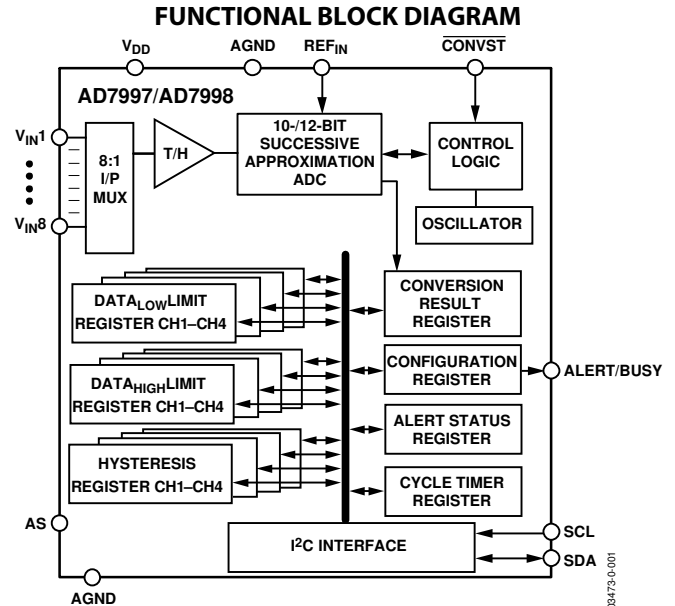 FUNCTIONAL BLOCK DIAGRAM
VDD
AGND
REFIN
CONVST
AD7997/AD7998
VIN1
VIN8
8:1
I/P
MUX
T/H
10-/12-BIT
SUCCESSIVE
APPROXIMATION
ADC
CONTROL
LOGIC
OSCILLATOR
DATALOWLIMIT
REGISTER CH1–CH4
CONVERSION
RESULT
REGISTER
DATAHIGHLIMIT
REGISTER CH1–CH4
CONFIGURATION
REGISTER
ALERT/BUSY
ALERT STATUS
REGISTER
HYSTERESIS
REGISTER CH1–CH4
CYCLE TIMER
REGISTER
AS
I2C INTERFACE
SCL
SDA
AGND
03473-0-001